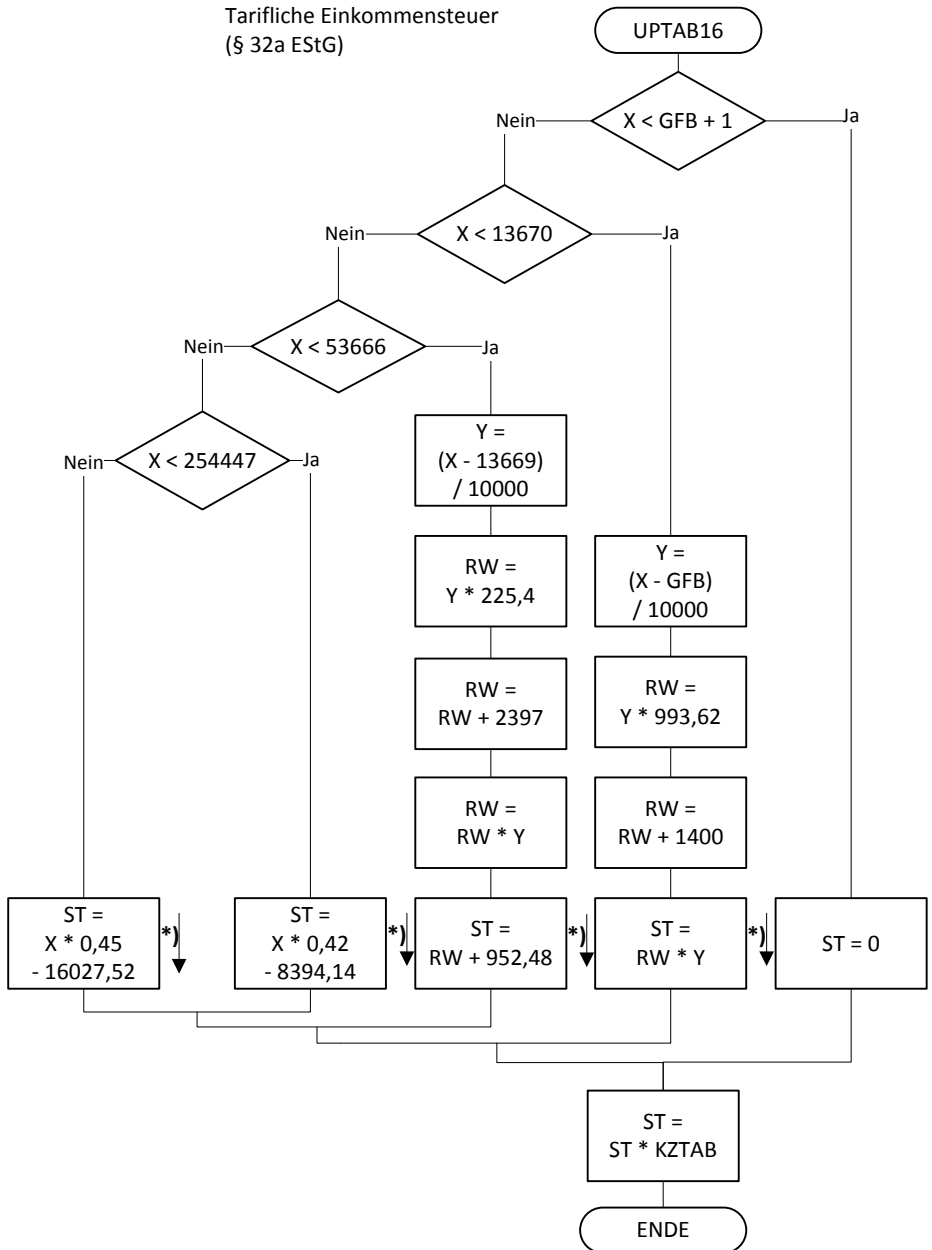 Tarifliche Einkommensteuer
(§ 32a EStG)
UPTAB16
X < GFB + 1
Nein
Ja
X < 13670
Nein
Ja
X < 53666
Nein
Ja
X < 254447
Nein
Ja
Y =
(X - 13669)
/ 10000
RW =
Y * 225,4
RW =
RW + 2397
RW =
RW * Y
Y =
(X - GFB)
/ 10000
RW =
Y * 993,62
RW =
RW + 1400
ST =
X * 0,45
- 16027,52
*)
ST =
X * 0,42
- 8394,14
*)
ST =
RW + 952,48
*)
ST =
RW * Y
*)
ST = 0
ST =
ST * KZTAB
ENDE